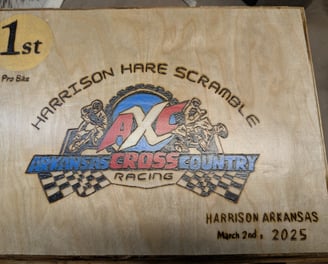 1st
Pro Bike
HARRISON HARE SCRAMBLE
AXC
ARKANSAS CROSS COUNTRY
RACING
HARRISON ARKANSAS
March 2nd, 2025